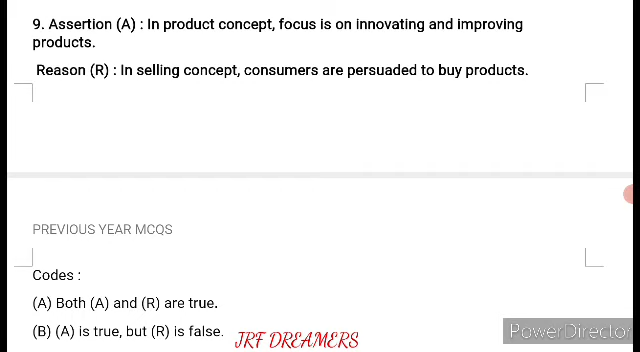 9. Assertion (A) : In product concept, focus is on innovating and improving
products.
Reason (R) : In selling concept, consumers are persuaded to buy products.
PREVIOUS YEAR MCQS
Codes :
(A) Both (A) and (R) are true.
(B) (A) is true, but (R) is false.
JRF DREAMERS
PowerDirector